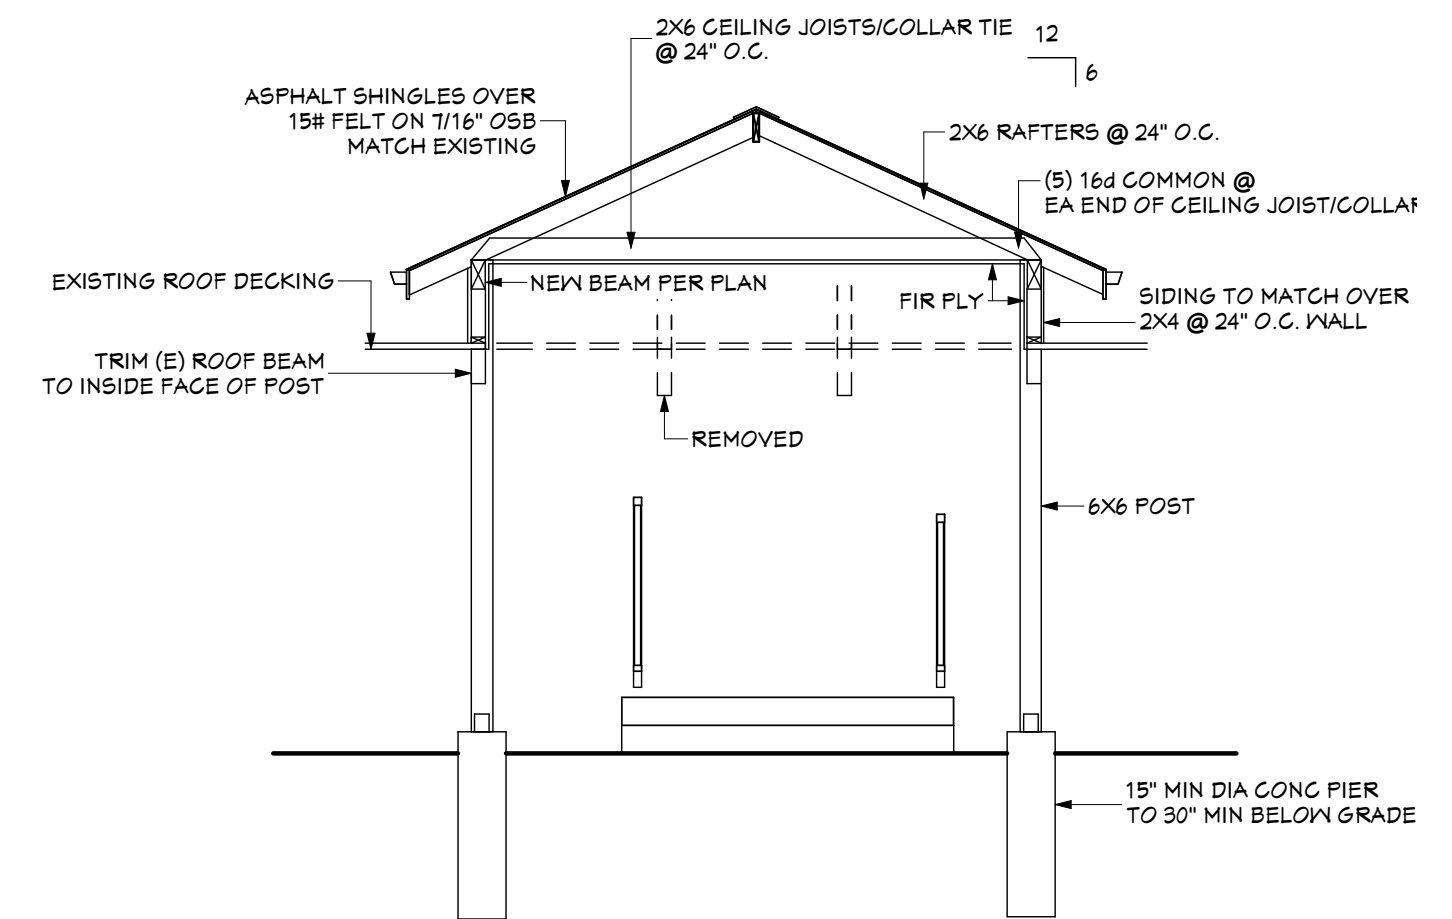 2X6 CEILING JOISTS/COLLAR TIE
@ 24" O.C.
12
6
ASPHALT SHINGLES OVER
15# FELT ON 7/16" OSB
MATCH EXISTING
2X6 RAFTERS @ 24" O.C.
(5) 16d COMMON @
EA END OF CEILING JOIST/COLLAR
EXISTING ROOF DECKING
NEW BEAM PER PLAN
FIR PLY
SIDING TO MATCH OVER
2X4 @ 24" O.C. WALL
TRIM (E) ROOF BEAM
TO INSIDE FACE OF POST
REMOVED
6X6 POST
15" MIN DIA CONC PIER
TO 30" MIN BELOW GRADE